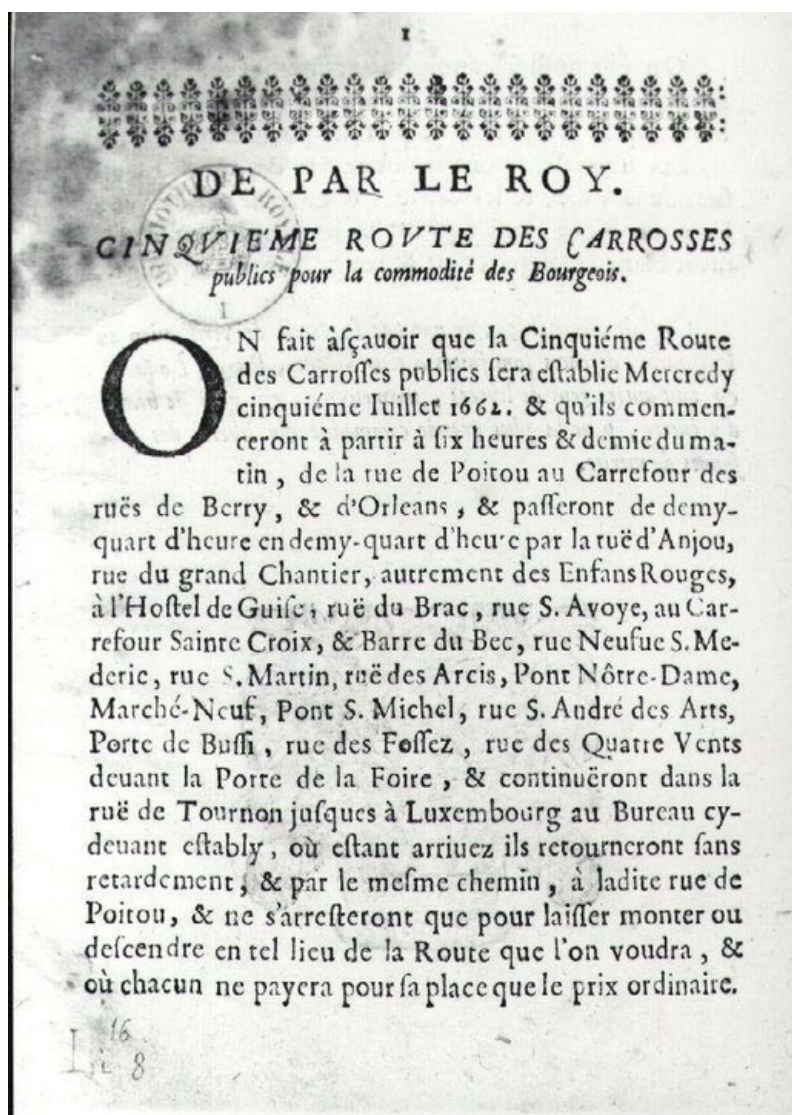 1
DE PAR LE ROY.
CINQVIE'ME ROVTE DES CARROSSES
publics pour la commodité des Bourgeois.
ON fait àſçauoir que la Cinquiéme Route
des Carroſſes publics ſera eſtablie Mercredy
cinquiéme Iuillet 1662. & qu'ils commen-
ceront à partir à ſix heures & demie du ma-
tin, de la rue de Poitou au Carrefour des
ruës de Berry, & d'Orleans, & paſſeront de demy-
quart d'heure en demy-quart d'heure par la ruë d'Anjou,
rue du grand Chantier, autrement des Enfans Rouges,
à l'Hoſtel de Guiſe, ruë du Brac, rue S. Avoye, au Car-
refour Sainte Croix, & Barre du Bec, rue Neufue S. Me-
deric, rue S. Martin, ruë des Arcis, Pont Nôtre-Dame,
Marché-Neuf, Pont S. Michel, rue S. André des Arts,
Porte de Buſſi, rue des Foſſez, rue des Quatre Vents
deuant la Porte de la Foire, & continuëront dans la
ruë de Tournon juſques à Luxembourg au Bureau cy-
deuant eſtably, où eſtant arriuez ils retourneront ſans
retardement, & par le meſme chemin, à ladite rue de
Poitou, & ne s'arreſteront que pour laiſſer monter ou
deſcendre en tel lieu de la Route que l'on voudra, &
où chacun ne payera pour ſa place que le prix ordinaire.
16
8